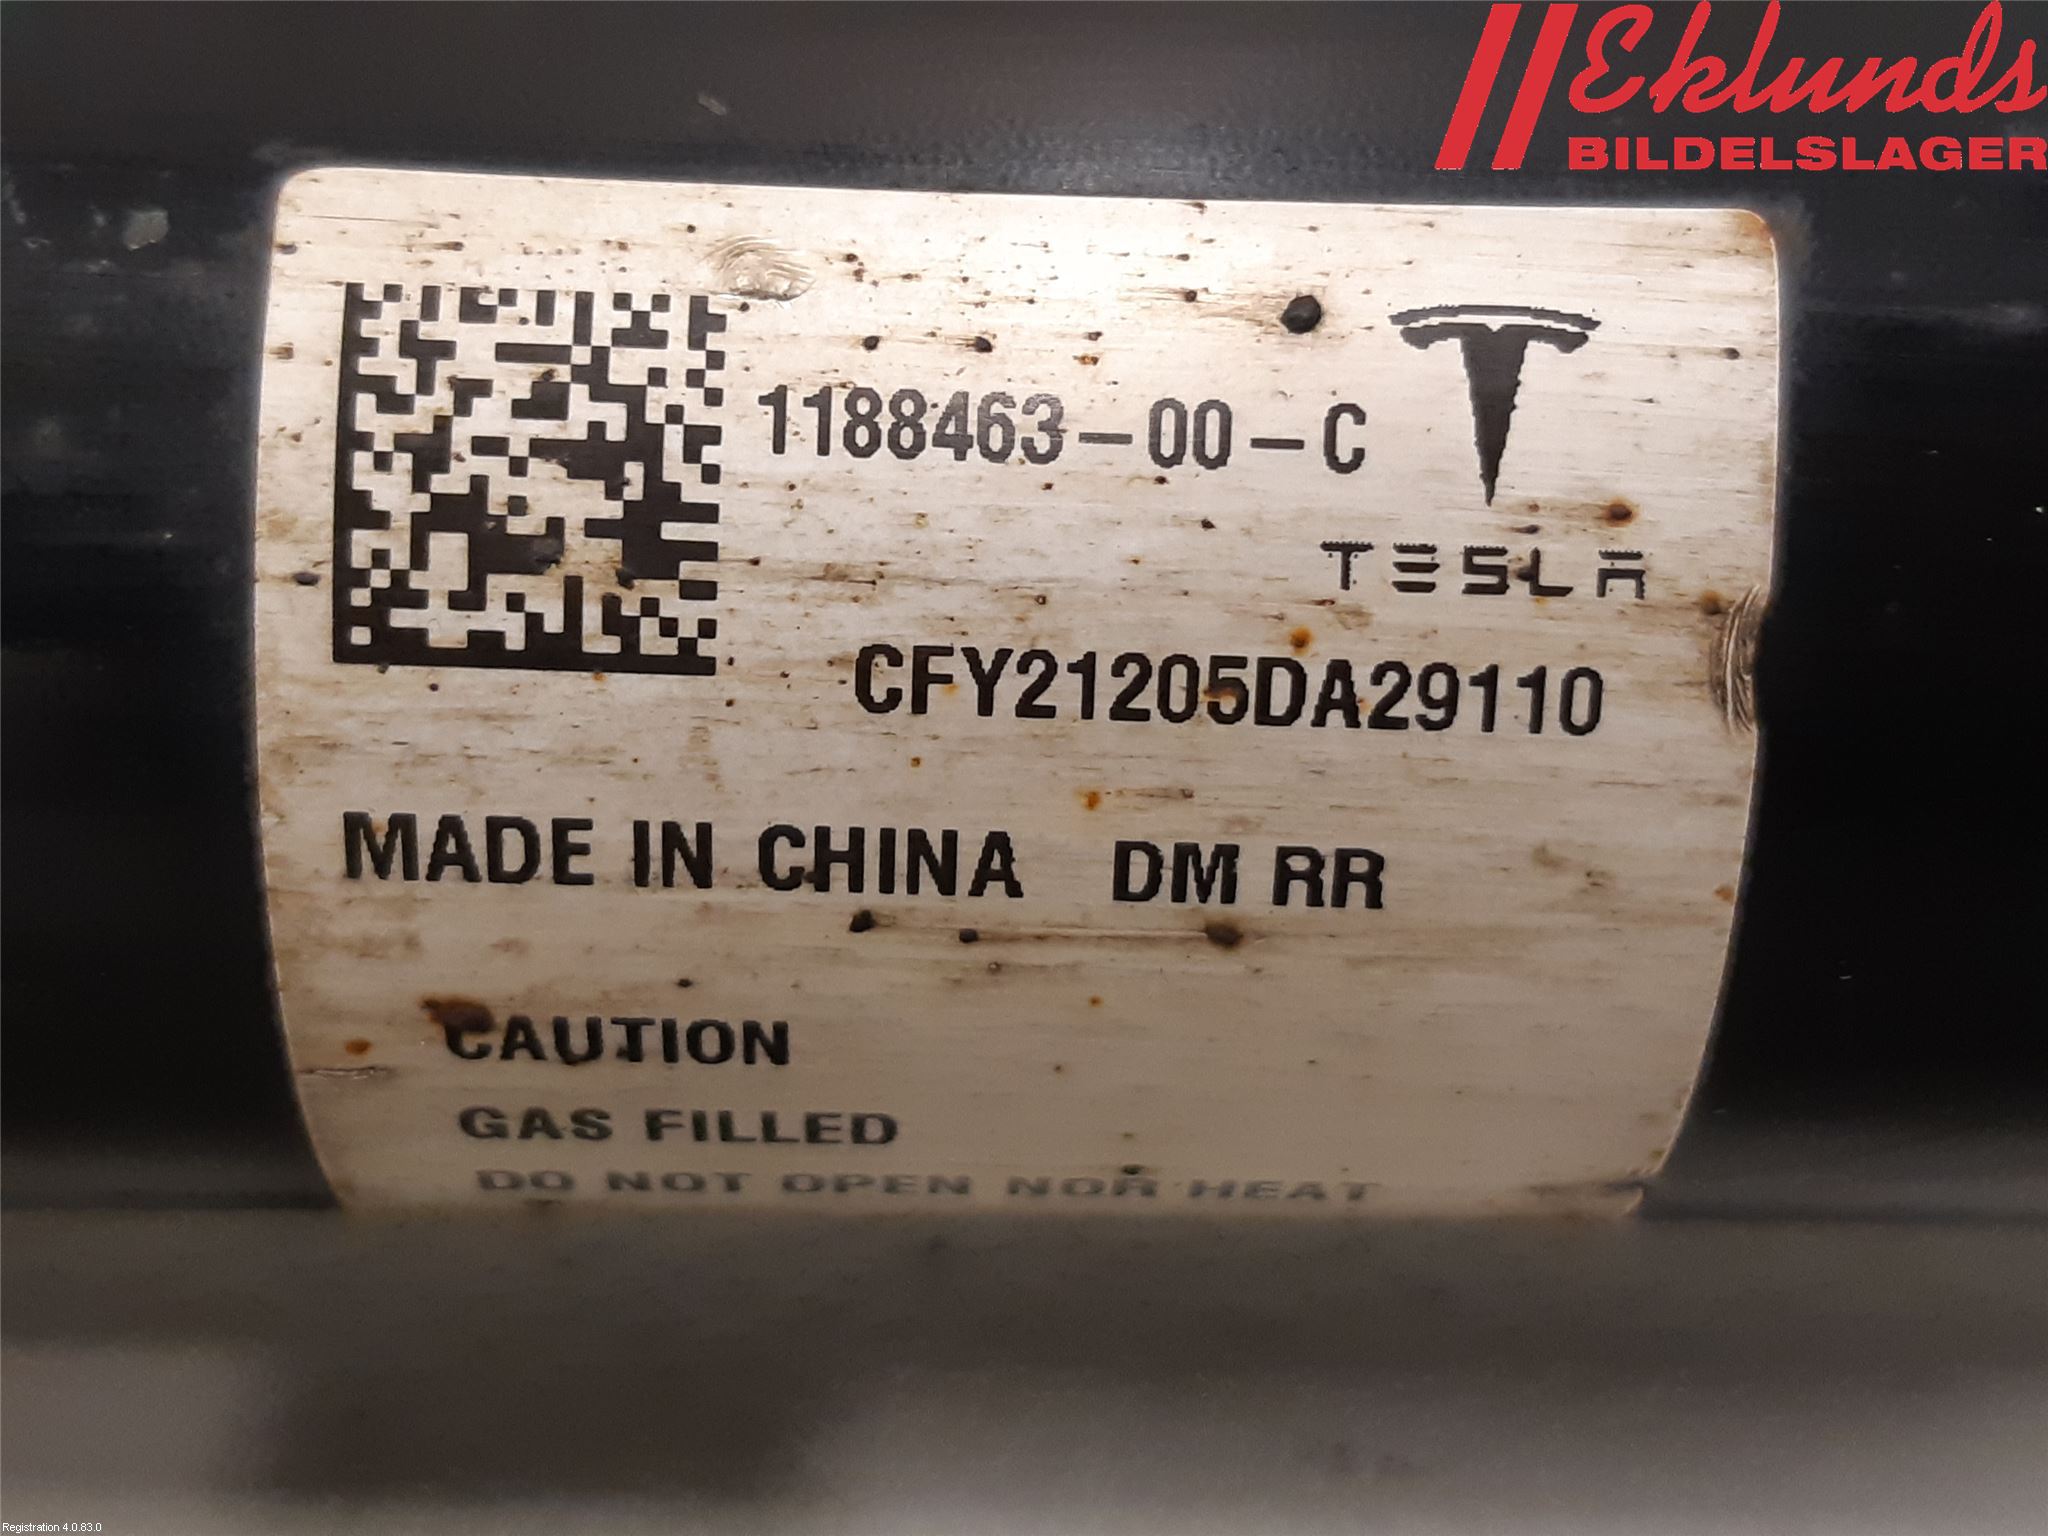 Eklunds
BILDELSLAGER
1188463-00-C
TESLA
CFY21205DA29110
MADE IN CHINA DM RR
CAUTION
GAS FILLED
DO NOT OPEN NOR HEAT
Registration 4.0.83.0